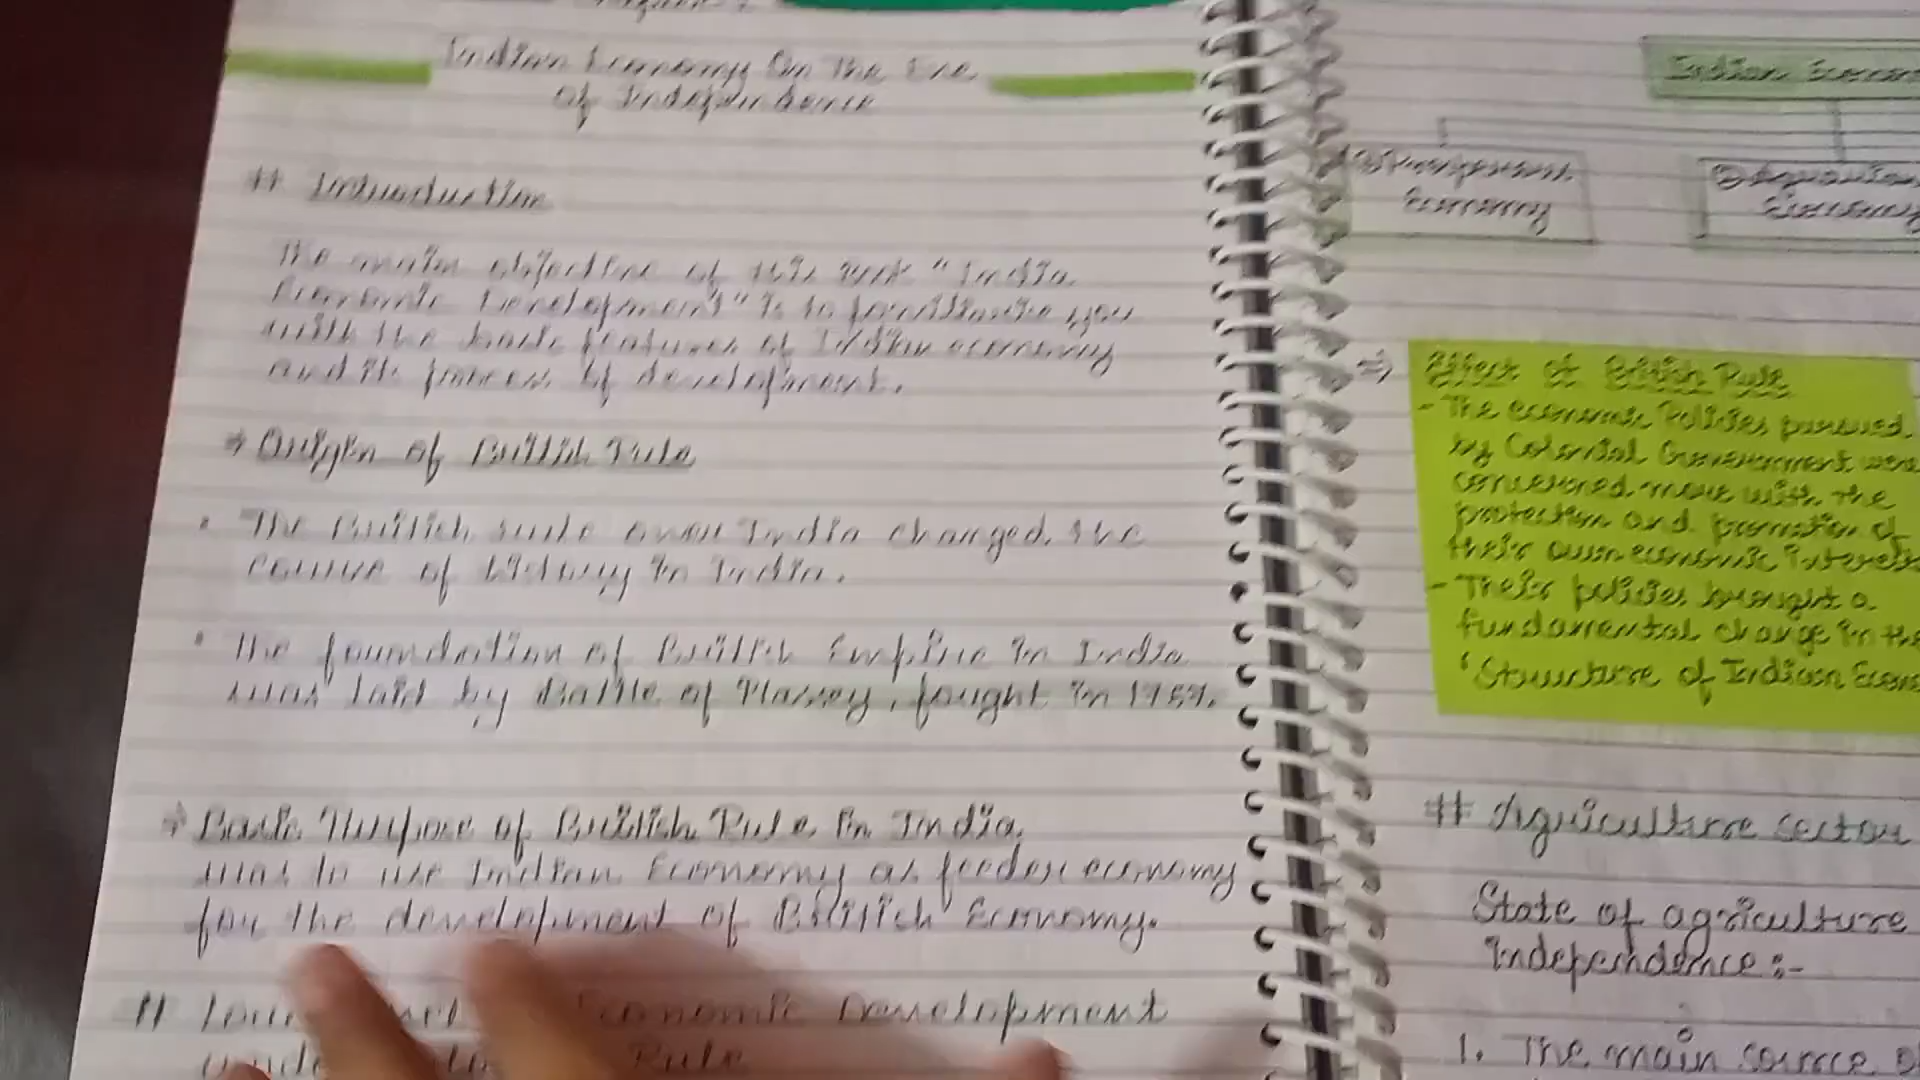 Indian Economy On The Eve
of Independence
# Introduction
The main objective of this book "India
Economic Development" is to familiarise you
with the basic features of Indian economy
and its process of development.
→ Origin of British Rule
• The British rule over India changed the
course of history in India.
• The foundation of British Empire in India
was laid by Battle of Plassey, fought in 1757.
→ Basic Purpose of British Rule in India
was to use Indian Economy as feeder economy
for the development of British Economy.
# Economic Development
Rule
Indian
Economy
Economy
⇒ Effect of British Rule
- The economic Policies pursued
by Colonial Government were
concerned more with the
protection and promotion of
their own economic interest
- Their policies brought a
fundamental change in the
'Structure of Indian
# Agriculture sector
State of agriculture
independence :-
1. The main source